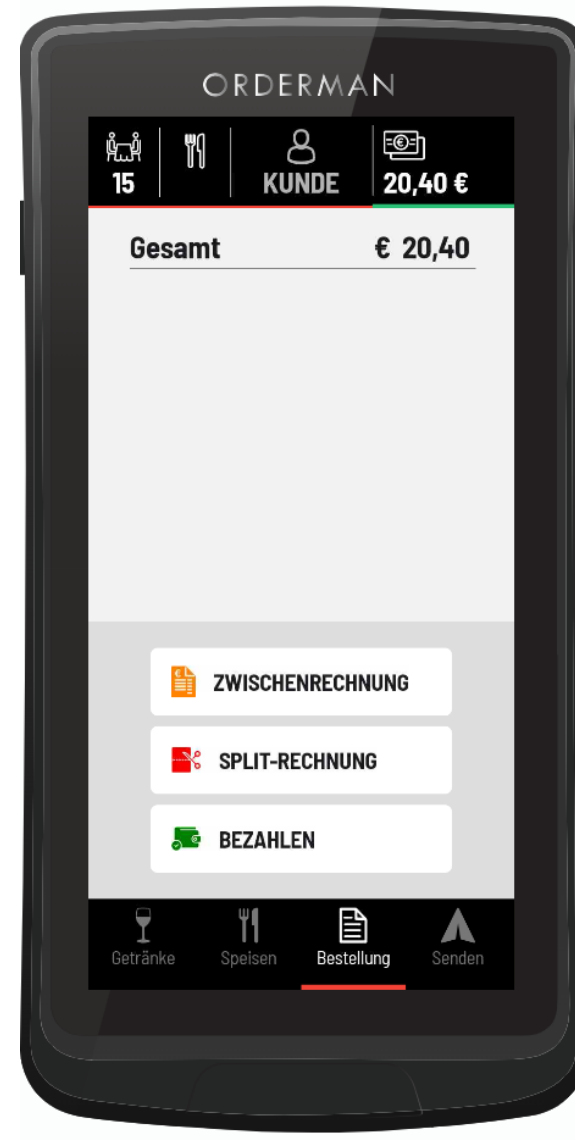 ORDERMAN
15 KUNDE 20,40 €
Gesamt € 20,40
ZWISCHENRECHNUNG
SPLIT-RECHNUNG
BEZAHLEN
Getränke Speisen Bestellung Senden